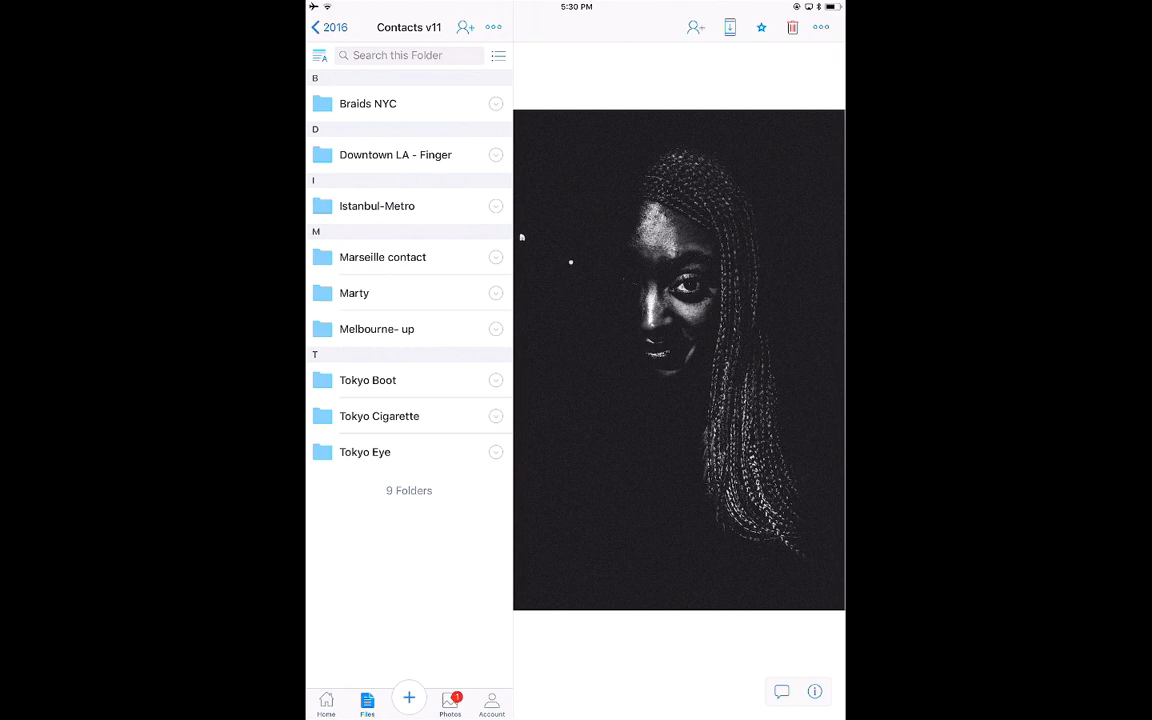 5:30 PM
2016
Contacts v11
Search this Folder
B
Braids NYC
D
Downtown LA - Finger
I
Istanbul-Metro
M
Marseille contact
Marty
Melbourne- up
T
Tokyo Boot
Tokyo Cigarette
Tokyo Eye
9 Folders
1
Home
Files
Photos
Account